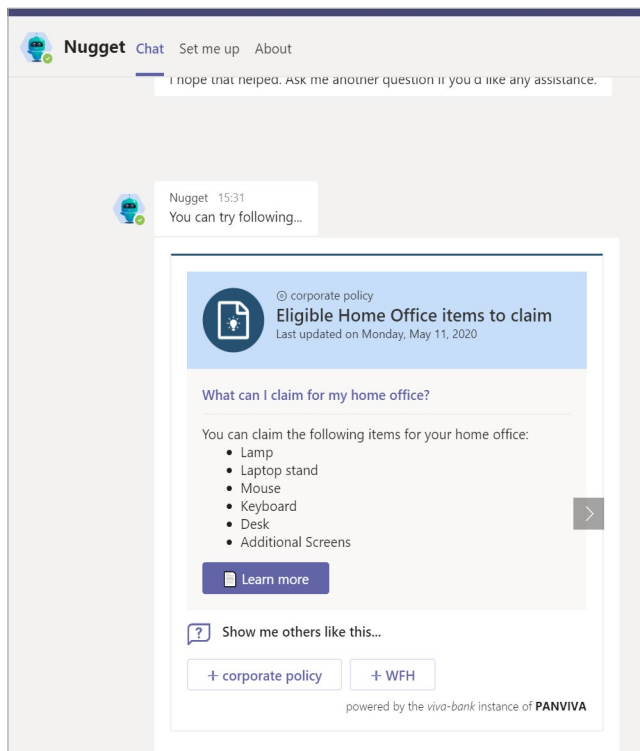 Nugget Chat Set me up About
I hope that helped. Ask me another question if you'd like any assistance.
Nugget 15:31
You can try following...
corporate policy
Eligible Home Office items to claim
Last updated on Monday, May 11, 2020
What can I claim for my home office?
You can claim the following items for your home office:
• Lamp
• Laptop stand
• Mouse
• Keyboard
• Desk
• Additional Screens
Learn more
Show me others like this...
+ corporate policy + WFH
powered by the viva-bank instance of PANVIVA